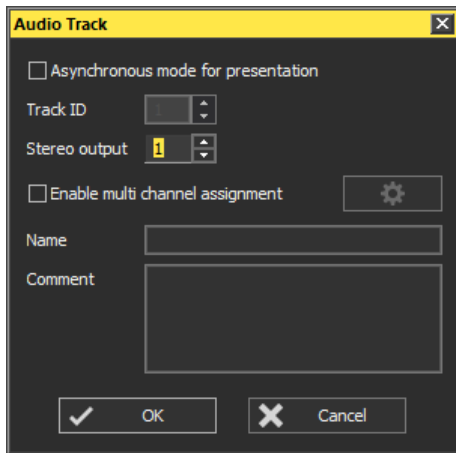 Audio Track
Asynchronous mode for presentation
Track ID 1
Stereo output 1
Enable multi channel assignment
Name
Comment
OK Cancel